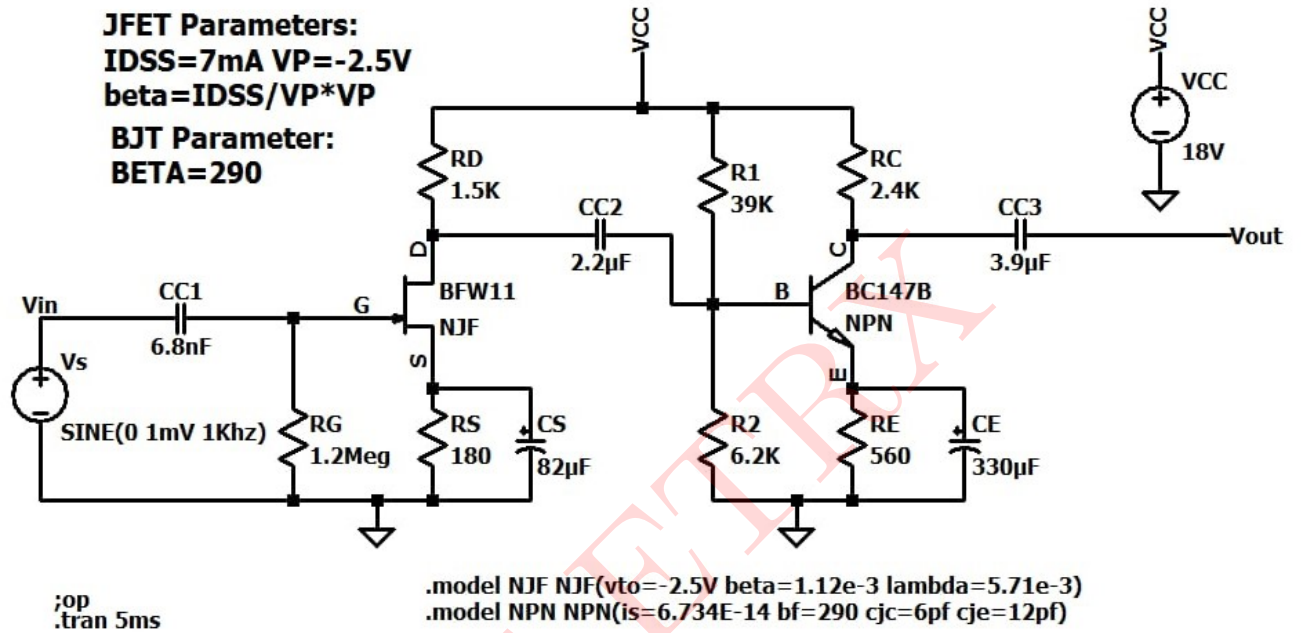 JFET Parameters:
IDSS=7mA VP=-2.5V
beta=IDSS/VP*VP
BJT Parameter:
BETA=290
VCC
VCC
VCC
18V
RD
1.5K
R1
39K
RC
2.4K
CC2
2.2µF
CC3
3.9µF
Vout
D
C
Vin
CC1
6.8nF
G
BFW11
NJF
B
BC147B
NPN
S
E
Vs
SINE(0 1mV 1Khz)
RG
1.2Meg
RS
180
CS
82µF
R2
6.2K
RE
560
CE
330µF
;op
.tran 5ms
.model NJF NJF(vto=-2.5V beta=1.12e-3 lambda=5.71e-3)
.model NPN NPN(is=6.734E-14 bf=290 cjc=6pf cje=12pf)
ETRX